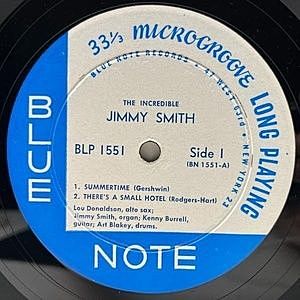 33⅓ MICROGROOVE LONG PLAYING
BLUE NOTE RECORDS • 47 WEST 63rd • NEW YORK 23
THE INCREDIBLE
JIMMY SMITH
BLP 1551
Side 1
(BN 1551-A)
1. SUMMERTIME (Gershwin)
2. THERE'S A SMALL HOTEL (Rodgers-Hart)
Lou Donaldson, alto sax;
Jimmy Smith, organ; Kenny Burrell,
guitar; Art Blakey, drums.
BLUE
NOTE